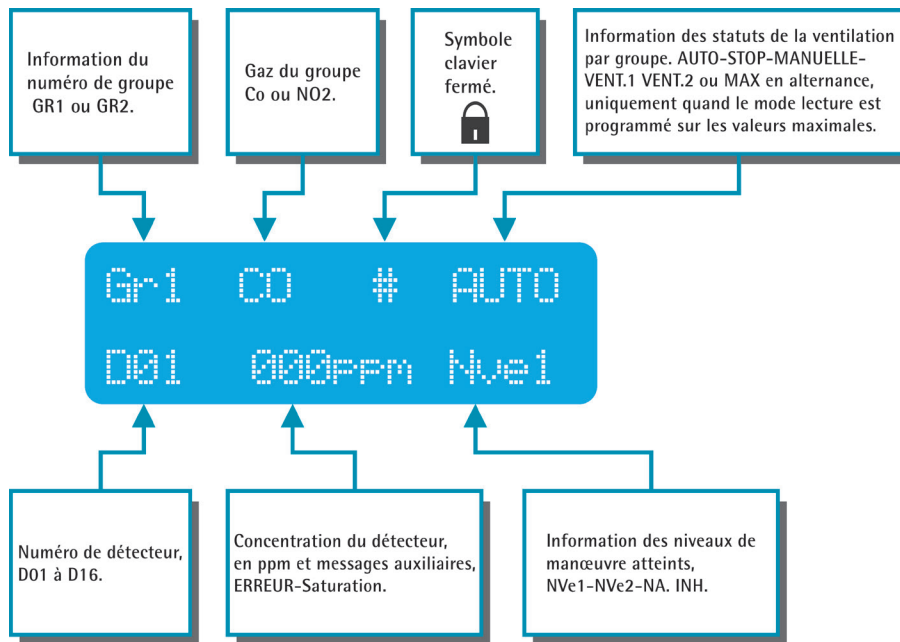 Information du
numéro de groupe
GR1 ou GR2.
Gaz du groupe
Co ou NO2.
Symbole
clavier
fermé.
Information des statuts de la ventilation
par groupe. AUTO-STOP-MANUELLE-
VENT.1 VENT.2 ou MAX en alternance,
uniquement quand le mode lecture est
programmé sur les valeurs maximales.
Gr1 CO # AUTO
D01 000ppm Nve1
Numéro de détecteur,
D01 à D16.
Concentration du détecteur,
en ppm et messages auxiliaires,
ERREUR-Saturation.
Information des niveaux de
manœuvre atteints,
NVe1-NVe2-NA. INH.